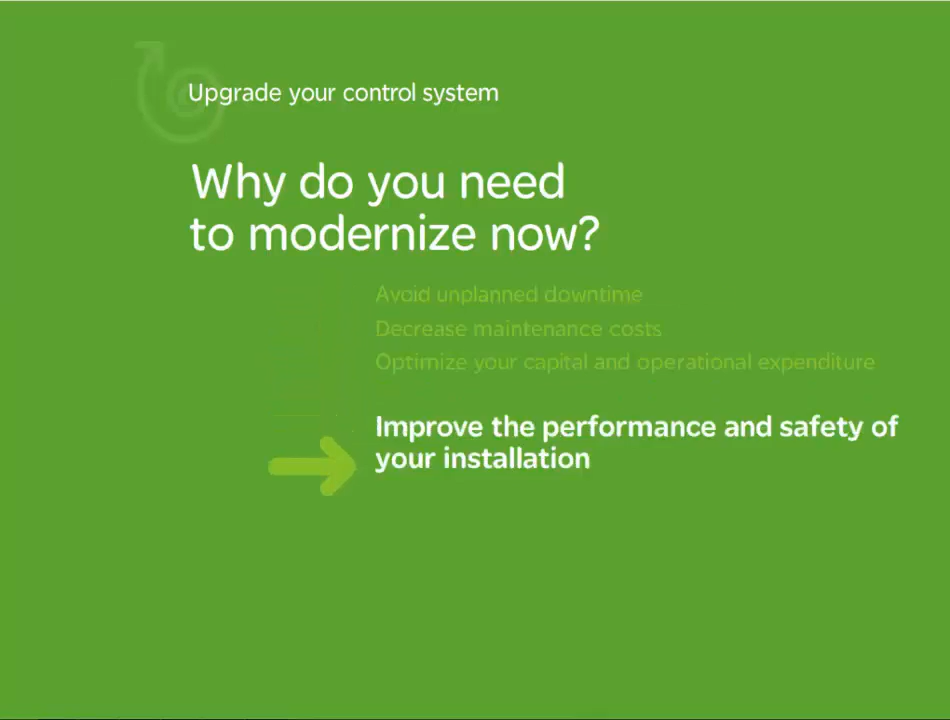 Upgrade your control system
Why do you need
to modernize now?
Avoid unplanned downtime
Decrease maintenance costs
Optimize your capital and operational expenditure
Improve the performance and safety of
your installation